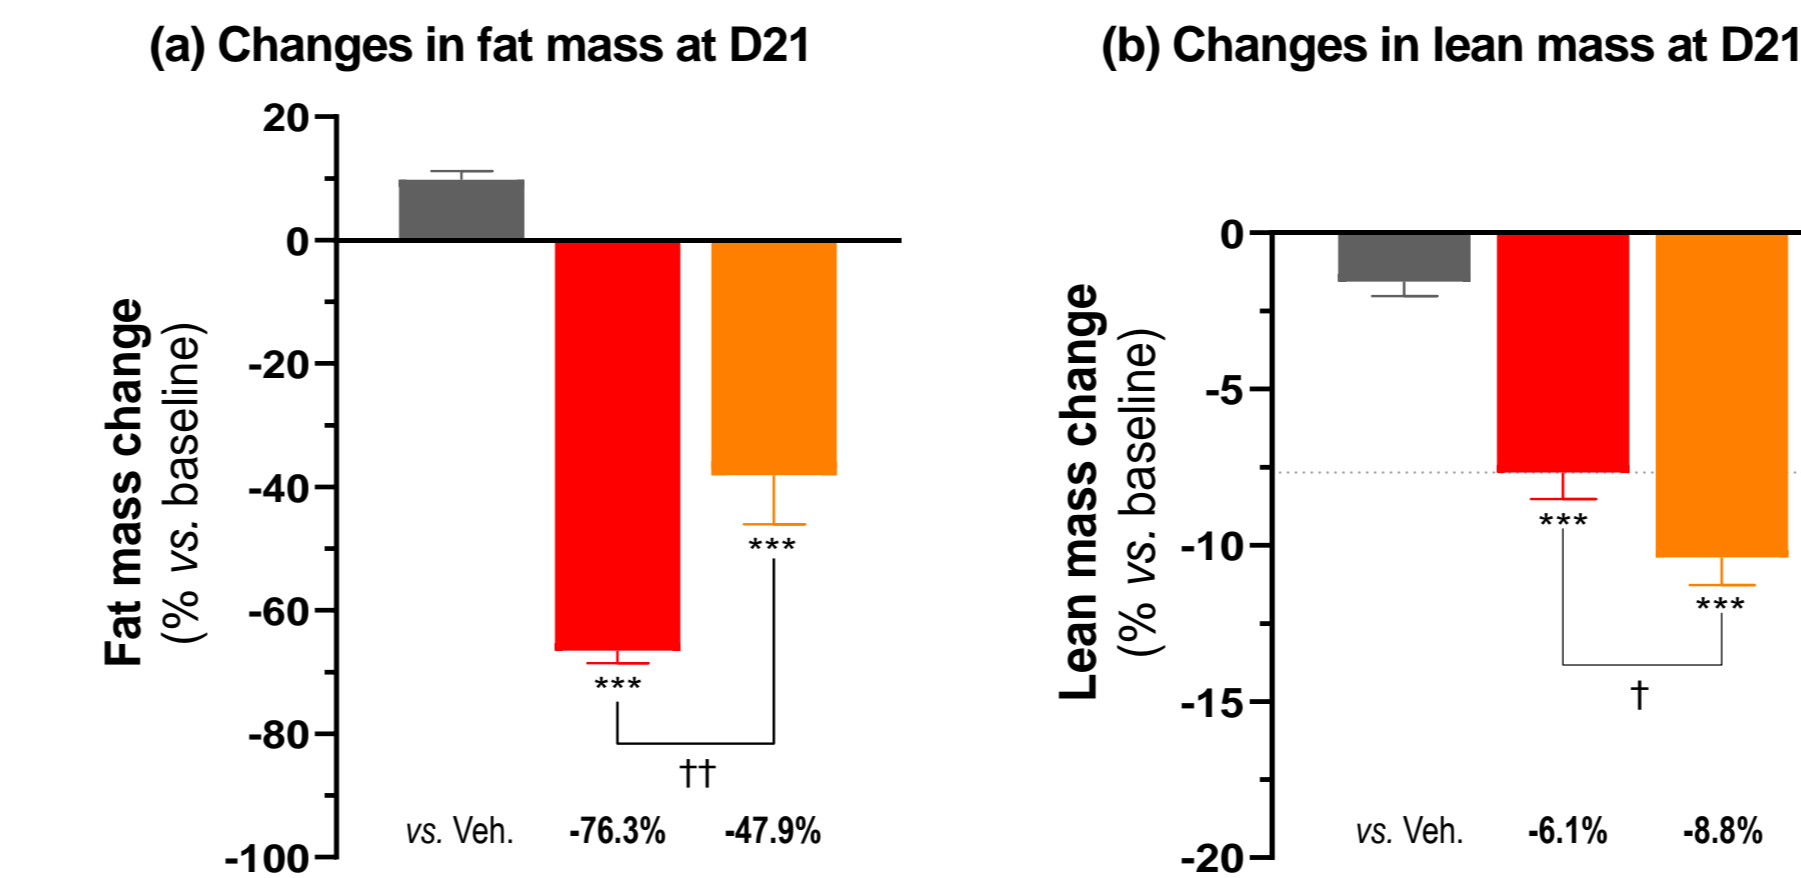 (a) Changes in fat mass at D21
Fat mass change
(% vs. baseline)
20
0
-20
-40
-60
-80
-100
***
***
††
vs. Veh. -76.3% -47.9%
(b) Changes in lean mass at D21
Lean mass change
(% vs. baseline)
0
-5
-10
-15
-20
***
***
†
vs. Veh. -6.1% -8.8%